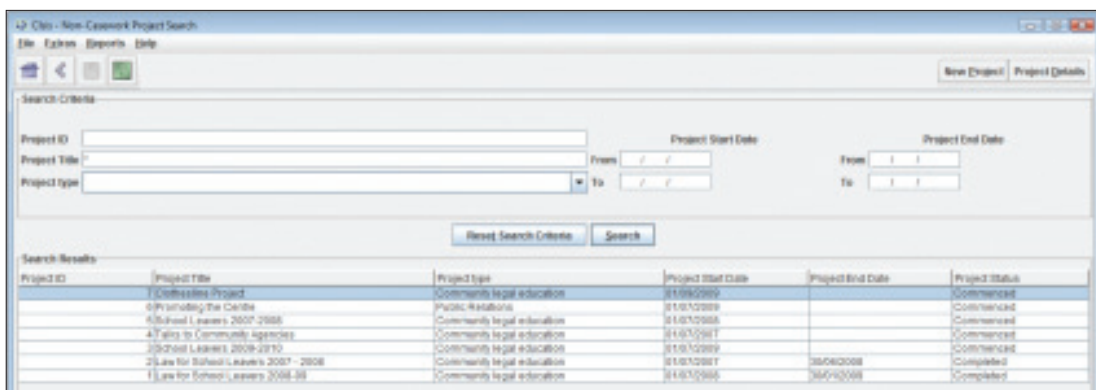 Clsis - Non-Casework Project Search
File Extras Reports Help
New Project Project Details
Search Criteria
Project ID Project Start Date Project End Date
Project Title * From / / From / /
Project type To / / To / /
Reset Search Criteria Search
Search Results
Project ID Project Title Project type Project Start Date Project End Date Project Status
7 Clothesline Project Community legal education 01/09/2009 Commenced
6 Promoting the Centre Public Relations 01/07/2009 Commenced
5 School Leavers 2007-2008 Community legal education 01/07/2008 Commenced
4 Talks to Community Agencies Community legal education 01/07/2007 Commenced
3 School Leavers 2009-2010 Community legal education 01/07/2009 Commenced
2 Law for School Leavers 2007 - 2008 Community legal education 01/07/2007 30/06/2008 Completed
1 Law for School Leavers 2008-09 Community legal education 01/07/2008 Completed